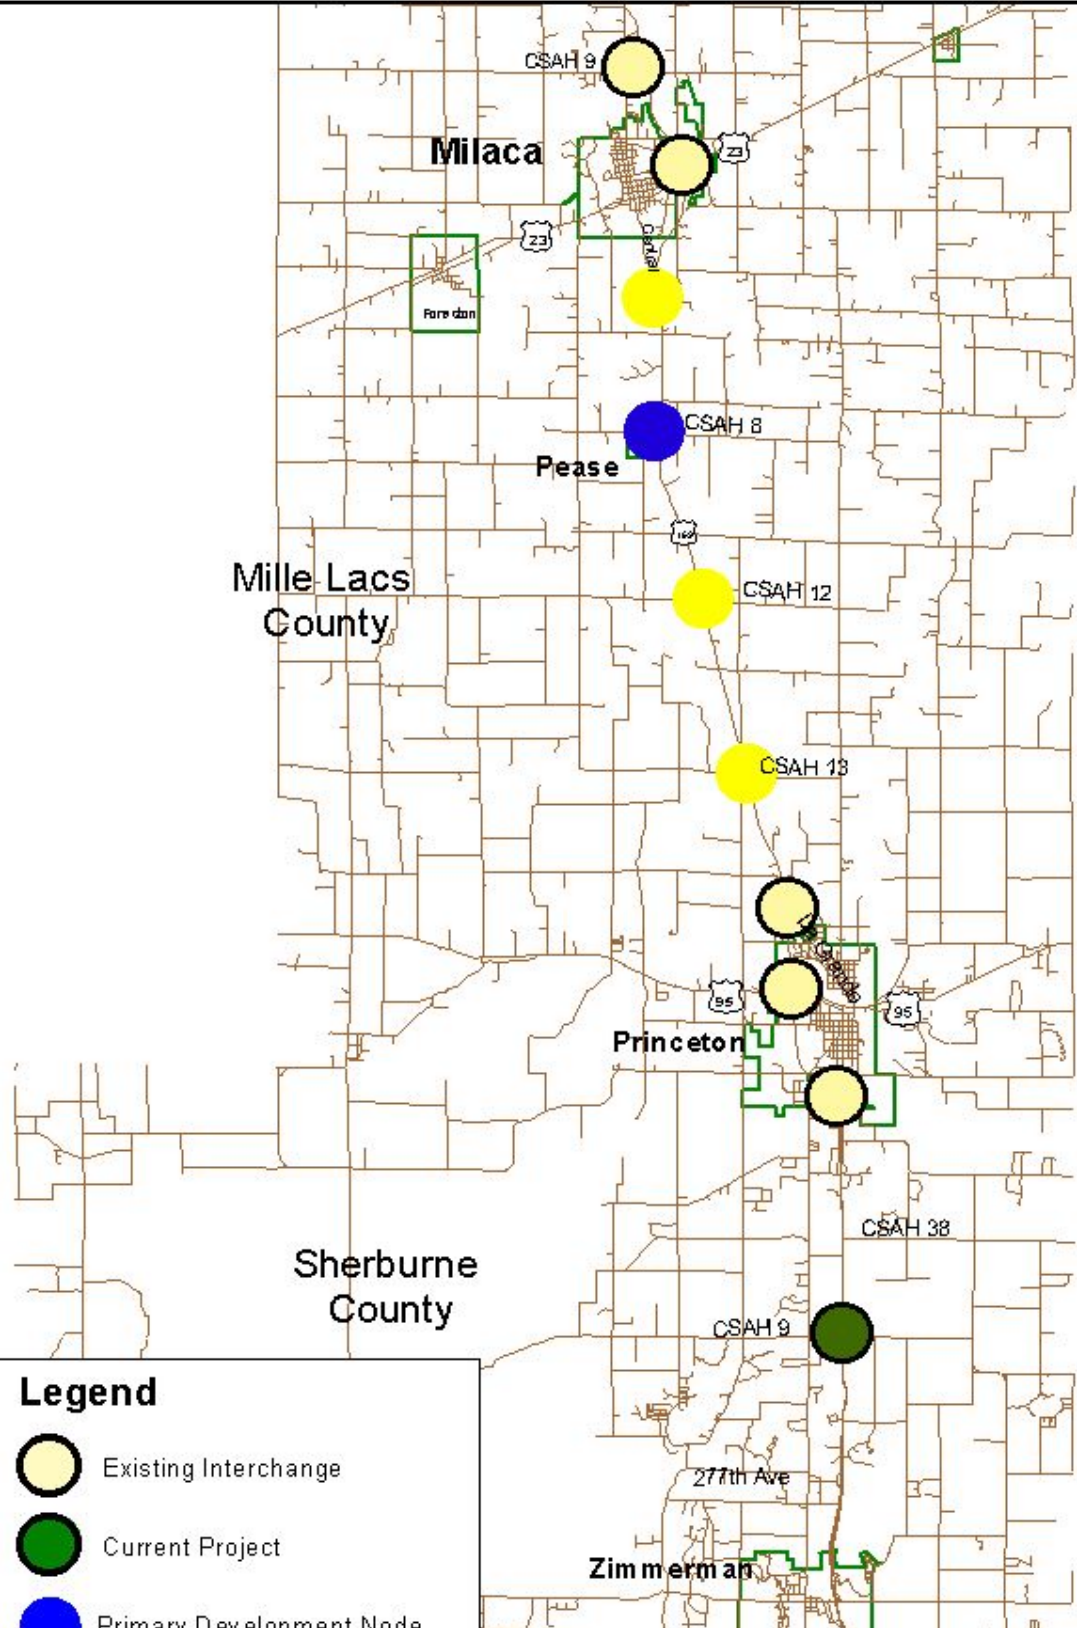 CSAH 9
Milaca
23
23
Central
CSAH 8
Pease
169
Mille Lacs
County
CSAH 12
CSAH 13
95
95
Princeton
CSAH 38
Sherburne
County
CSAH 9
Legend
Existing Interchange
Current Project
277th Ave
Zimmerman
Primary Development Node